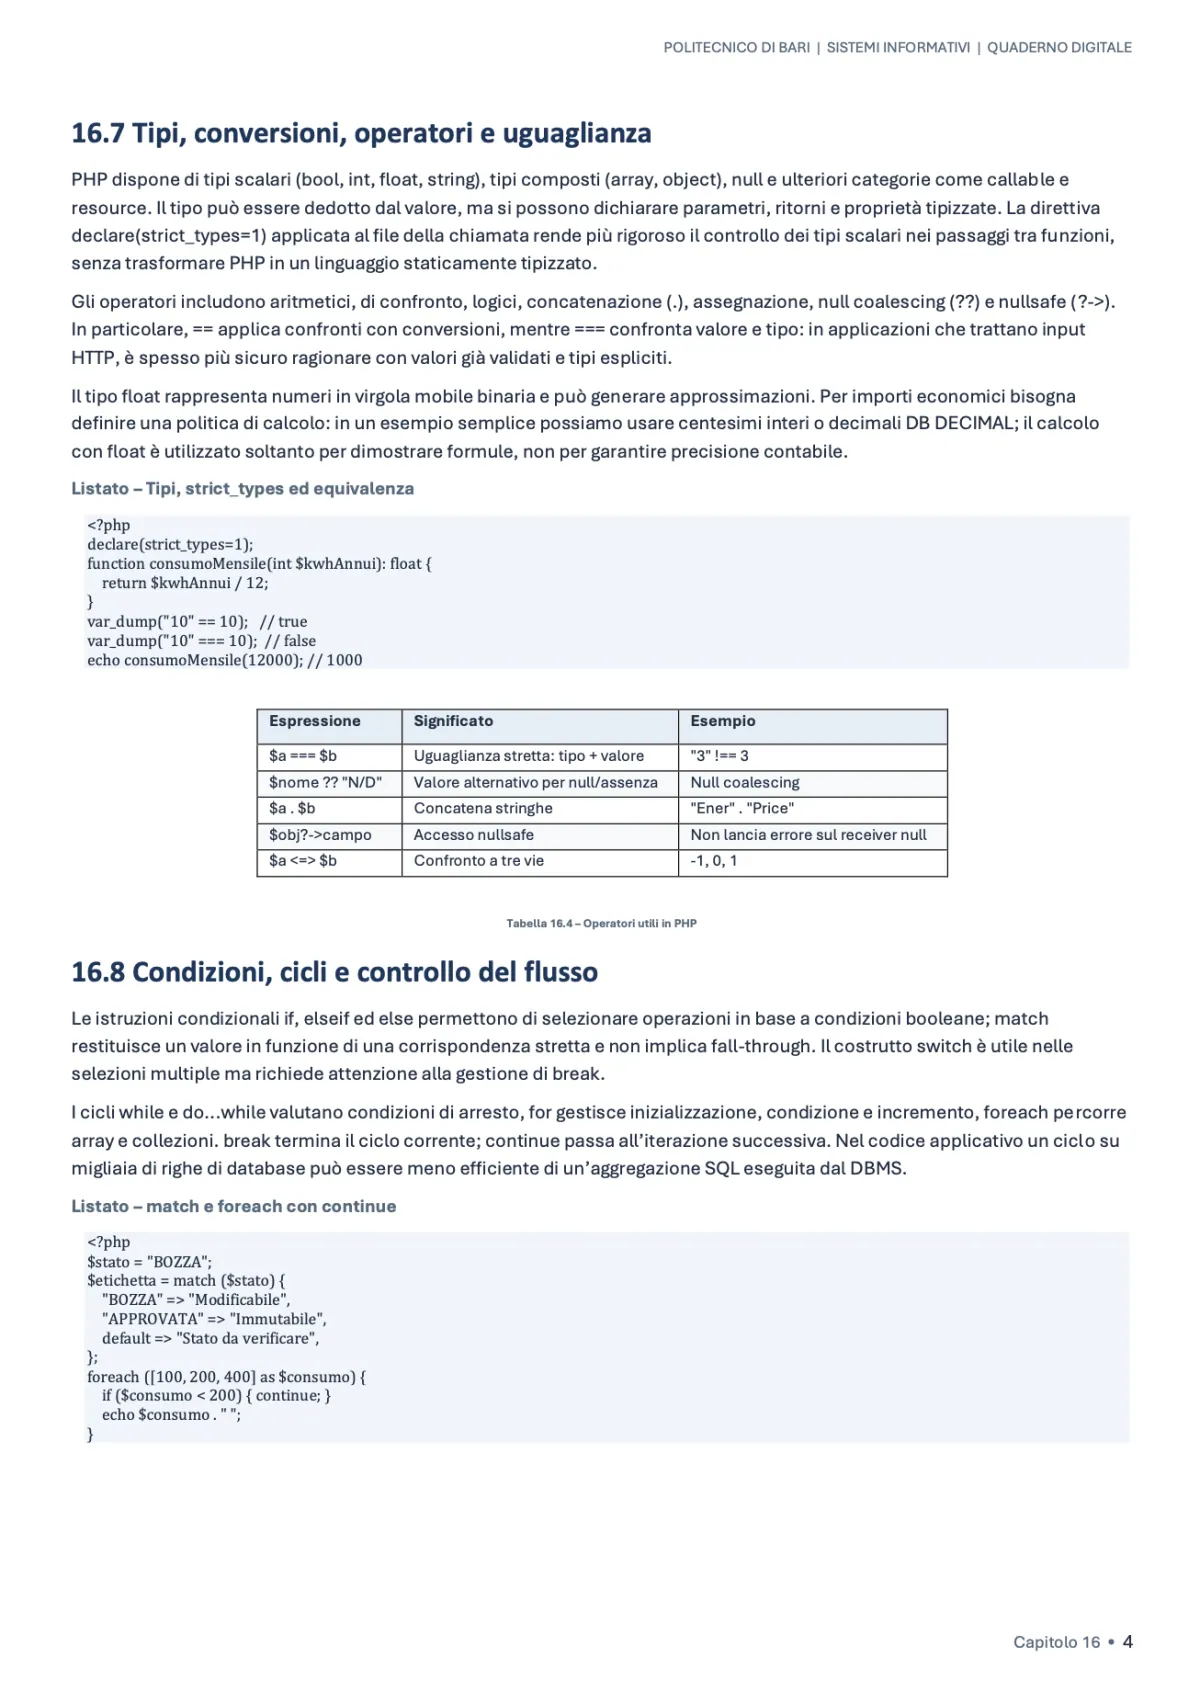 POLITECNICO DI BARI | SISTEMI INFORMATIVI | QUADERNO DIGITALE
16.7 Tipi, conversioni, operatori e uguaglianza
PHP dispone di tipi scalari (bool, int, float, string), tipi composti (array, object), null e ulteriori categorie come callable e
resource. Il tipo può essere dedotto dal valore, ma si possono dichiarare parametri, ritorni e proprietà tipizzate. La direttiva
declare(strict_types=1) applicata al file della chiamata rende più rigoroso il controllo dei tipi scalari nei passaggi tra funzioni,
senza trasformare PHP in un linguaggio staticamente tipizzato.
Gli operatori includono aritmetici, di confronto, logici, concatenazione (.), assegnazione, null coalescing (??) e nullsafe (?->).
In particolare, == applica confronti con conversioni, mentre === confronta valore e tipo: in applicazioni che trattano input
HTTP, è spesso più sicuro ragionare con valori già validati e tipi espliciti.
Il tipo float rappresenta numeri in virgola mobile binaria e può generare approssimazioni. Per importi economici bisogna
definire una politica di calcolo: in un esempio semplice possiamo usare centesimi interi o decimali DB DECIMAL; il calcolo
con float è utilizzato soltanto per dimostrare formule, non per garantire precisione contabile.
Listato – Tipi, strict_types ed equivalenza
<?php
declare(strict_types=1);
function consumoMensile(int $kwhAnnui): float {
    return $kwhAnnui / 12;
}
var_dump("10" == 10);   // true
var_dump("10" === 10);  // false
echo consumoMensile(12000); // 1000
Espressione Significato Esempio
$a === $b Uguaglianza stretta: tipo + valore "3" !== 3
$nome ?? "N/D" Valore alternativo per null/assenza Null coalescing
$a . $b Concatena stringhe "Ener" . "Price"
$obj?->campo Accesso nullsafe Non lancia errore sul receiver null
$a <=> $b Confronto a tre vie -1, 0, 1
Tabella 16.4 – Operatori utili in PHP
16.8 Condizioni, cicli e controllo del flusso
Le istruzioni condizionali if, elseif ed else permettono di selezionare operazioni in base a condizioni booleane; match
restituisce un valore in funzione di una corrispondenza stretta e non implica fall-through. Il costrutto switch è utile nelle
selezioni multiple ma richiede attenzione alla gestione di break.
I cicli while e do...while valutano condizioni di arresto, for gestisce inizializzazione, condizione e incremento, foreach percorre
array e collezioni. break termina il ciclo corrente; continue passa all’iterazione successiva. Nel codice applicativo un ciclo su
migliaia di righe di database può essere meno efficiente di un’aggregazione SQL eseguita dal DBMS.
Listato – match e foreach con continue
<?php
$stato = "BOZZA";
$etichetta = match ($stato) {
    "BOZZA" => "Modificabile",
    "APPROVATA" => "Immutabile",
    default => "Stato da verificare",
};
foreach ([100, 200, 400] as $consumo) {
    if ($consumo < 200) { continue; }
    echo $consumo . " ";
}
Capitolo 16 • 4